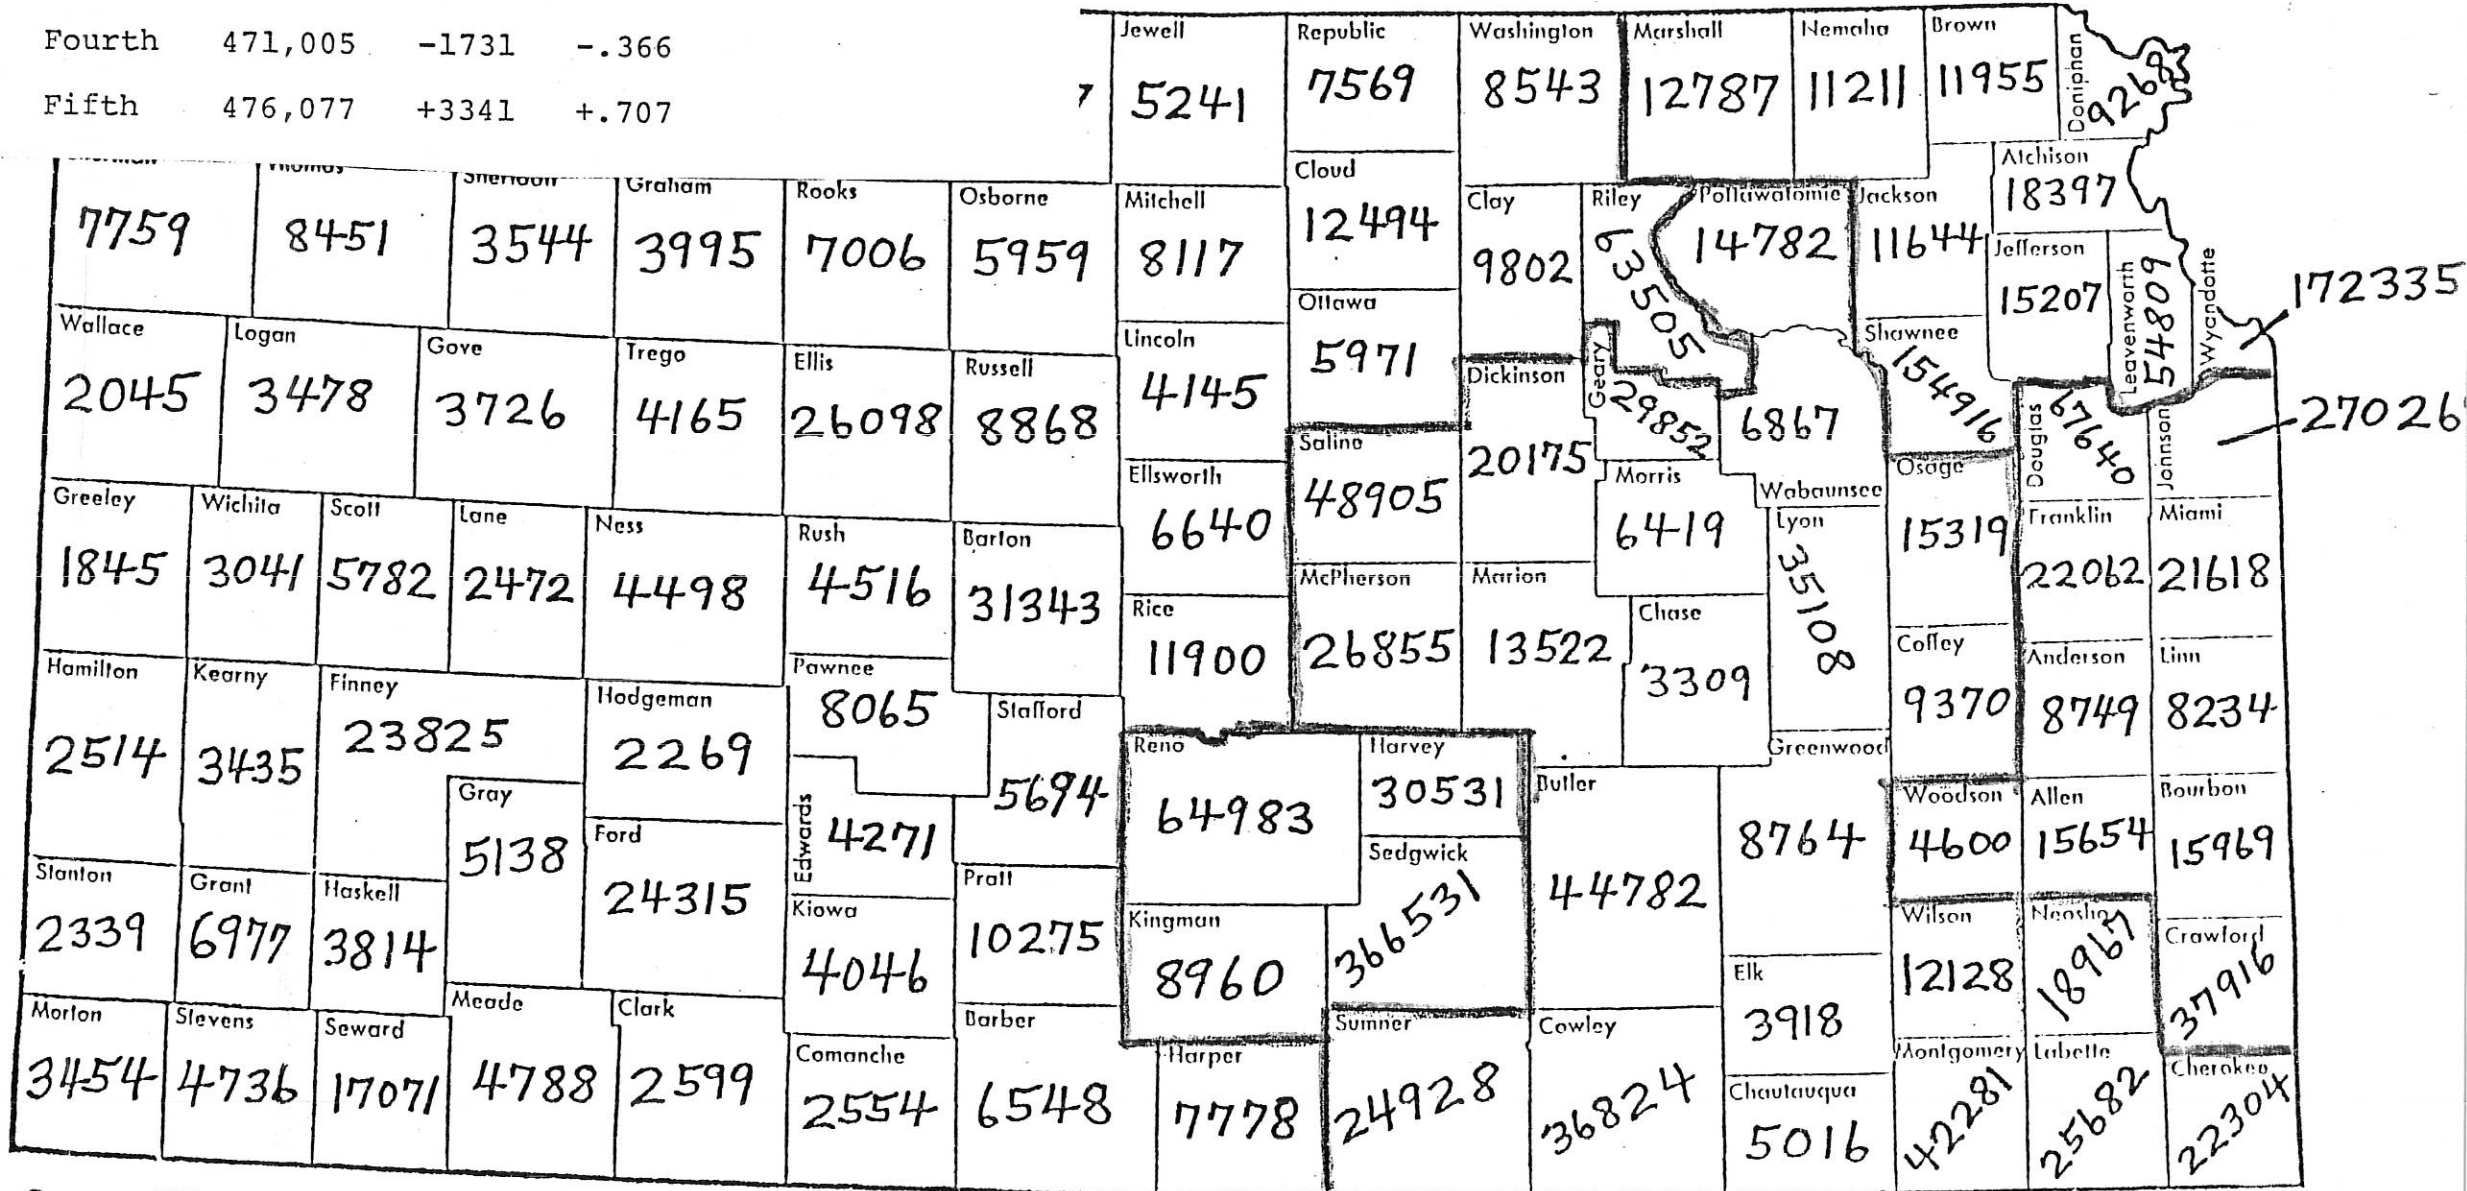 Fourth 471,005 -1731 -.366
Fifth 476,077 +3341 +.707
Jewell
5241
Republic
7569
Washington
8543
Marshall
12787
Nemaha
11211
Brown
11955
Doniphan
9268
7759
8451
3544
Graham
3995
Rooks
7006
Osborne
5959
Mitchell
8117
Cloud
12494
Clay
9802
Riley
63505
Pottawatomie
14782
Jackson
11644
Atchison
18397
Jefferson
15207
Leavenworth
54809
Wyandotte
172335
Wallace
2045
Logan
3478
Gove
3726
Trego
4165
Ellis
26098
Russell
8868
Lincoln
4145
Ottawa
5971
Dickinson
20175
Geary
29852
6867
Wabaunsee
Shawnee
154916
Douglas
67640
Johnson
27026
Greeley
1845
Wichita
3041
Scott
5782
Lane
2472
Ness
4498
Rush
4516
Barton
31343
Ellsworth
6640
Saline
48905
Morris
6419
Lyon
35108
Osage
15319
Franklin
22062
Miami
21618
Rice
11900
McPherson
26855
Marion
13522
Chase
3309
Coffey
9370
Anderson
8749
Linn
8234
Hamilton
2514
Kearny
3435
Finney
23825
Hodgeman
2269
Pawnee
8065
Stafford
5694
Reno
64983
Harvey
30531
Butler
44782
Greenwood
8764
Woodson
4600
Allen
15654
Bourbon
15969
Gray
5138
Ford
24315
Edwards
4271
Pratt
10275
Kingman
8960
Sedgwick
366531
Stanton
2339
Grant
6977
Haskell
3814
Kiowa
4046
Elk
3918
Wilson
12128
Neosho
18967
Crawford
37916
Morton
3454
Stevens
4736
Seward
17071
Meade
4788
Clark
2599
Comanche
2554
Barber
6548
Harper
7778
Sumner
24928
Cowley
36824
Chautauqua
5016
Montgomery
42281
Labette
25682
Cherokee
22304